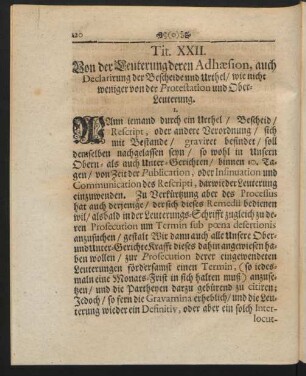 120
Tit. XXII.
Von der Leuterung deren Adhæsion, auch
Declarirung der Bescheide und Urthel/ wie nicht
weniger von der Protestation und Ober-
Leuterung.
1.
WAnn iemand durch ein Urthel/ Bescheid/
Rescript, oder andere Verordnung/ sich
mit Bestande/ graviret befindet/ soll
demselben nachgelassen seyn/ so wohl in Unsern
Obern- als auch Unter-Gerichten/ binnen 10. Ta-
gen/ von Zeit der Publication, oder Insinuation und
Communication des Rescripti, darwider Leuterung
einzuwenden. Zu Verkürtzung aber des Processus
hat auch derjenige/ der sich dieses Remedii bedienen
wil/ alsbald in der Leuterungs-Schrifft zugleich zu de-
ren Prosecution um Termin sub pœna desertionis
anzusuchen/ gestalt Wir dann auch alle Unsere Ober-
und Unter-Gerichte Krafft dieses dahin angewiesen ha-
ben wollen/ zur Prosecution derer eingewendeten
Leuterungen fördersamst einen Termin, (so iedes-
maln eine Monats-Frist in sich halten muß) anzuse-
tzen/ und die Partheyen darzu gebürend zu citiren;
Jedoch/ so fern die Gravamina erheblich/ und die Leu-
terung wieder ein Definitiv, oder aber ein solch Inter-
locut-